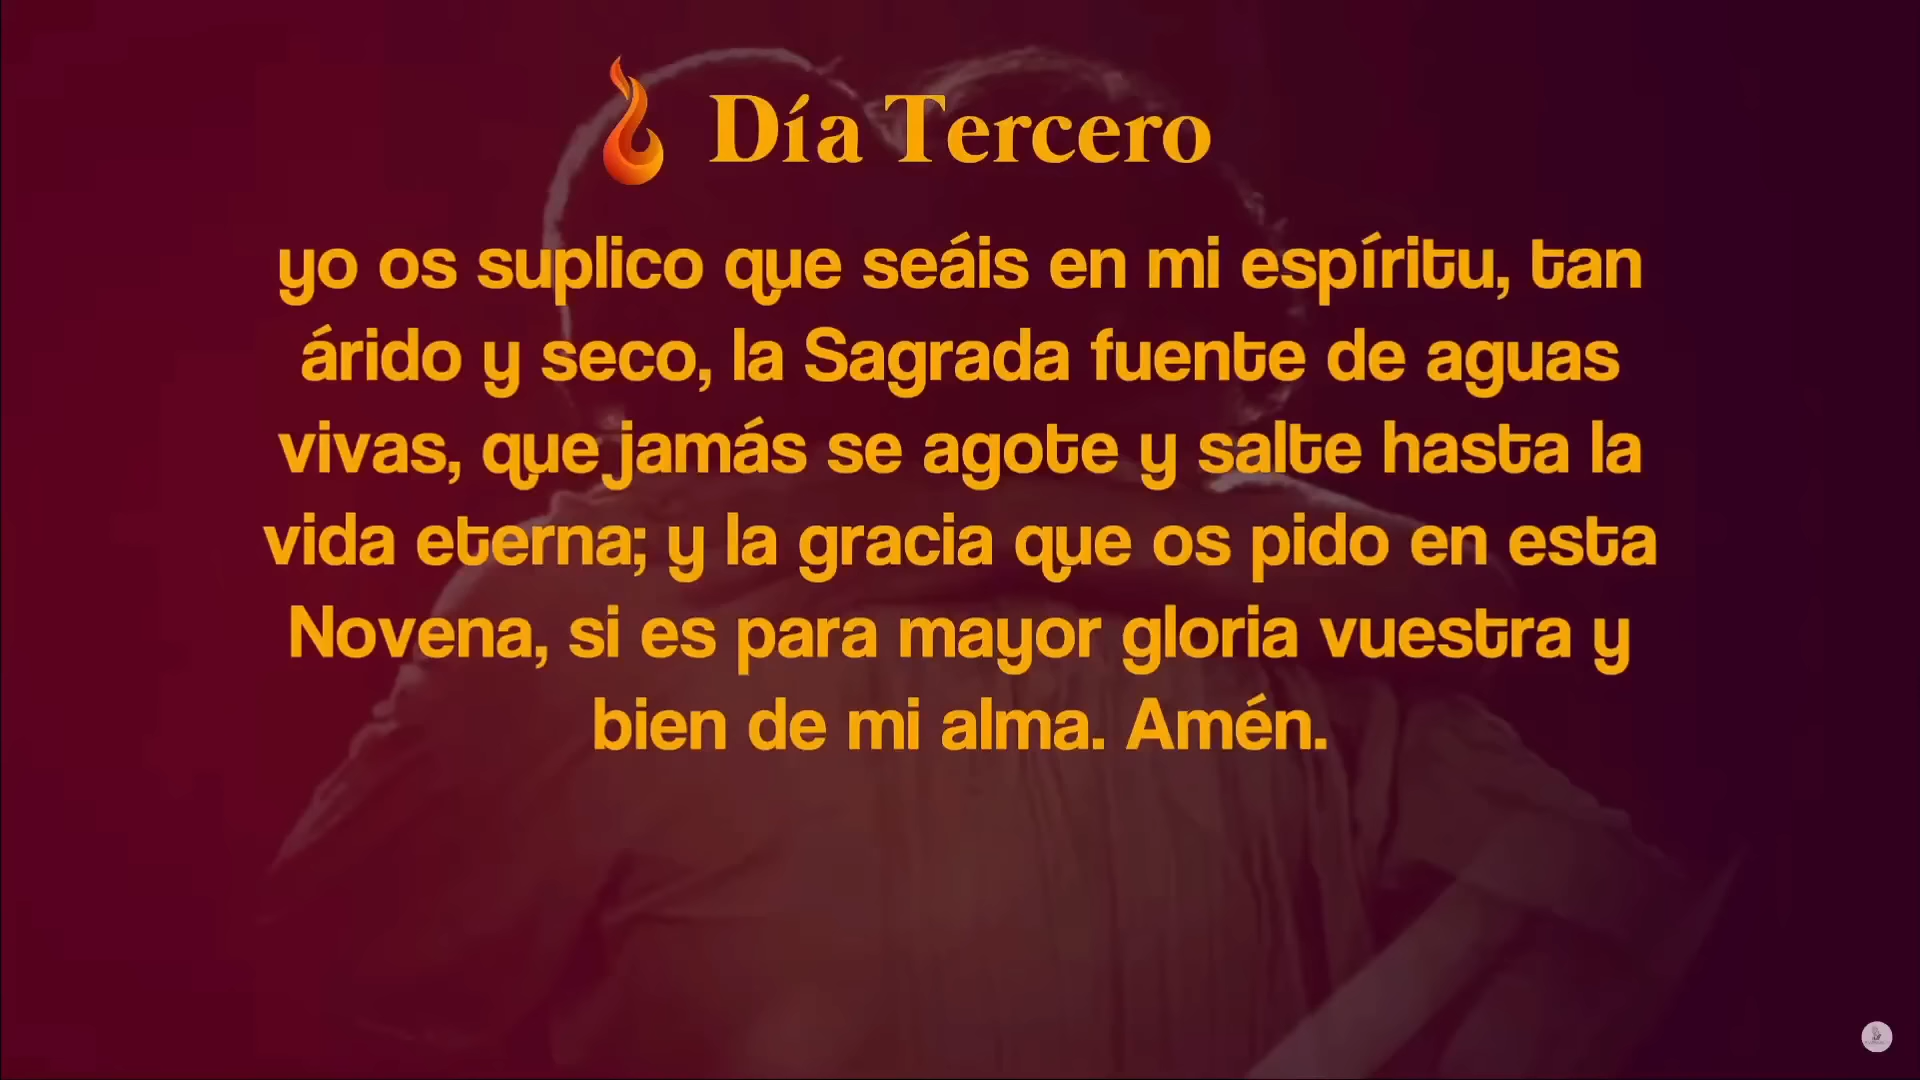 Día Tercero
yo os suplico que seáis en mi espíritu, tan
árido y seco, la Sagrada fuente de aguas
vivas, que jamás se agote y salte hasta la
vida eterna; y la gracia que os pido en esta
Novena, si es para mayor gloria vuestra y
bien de mi alma. Amén.